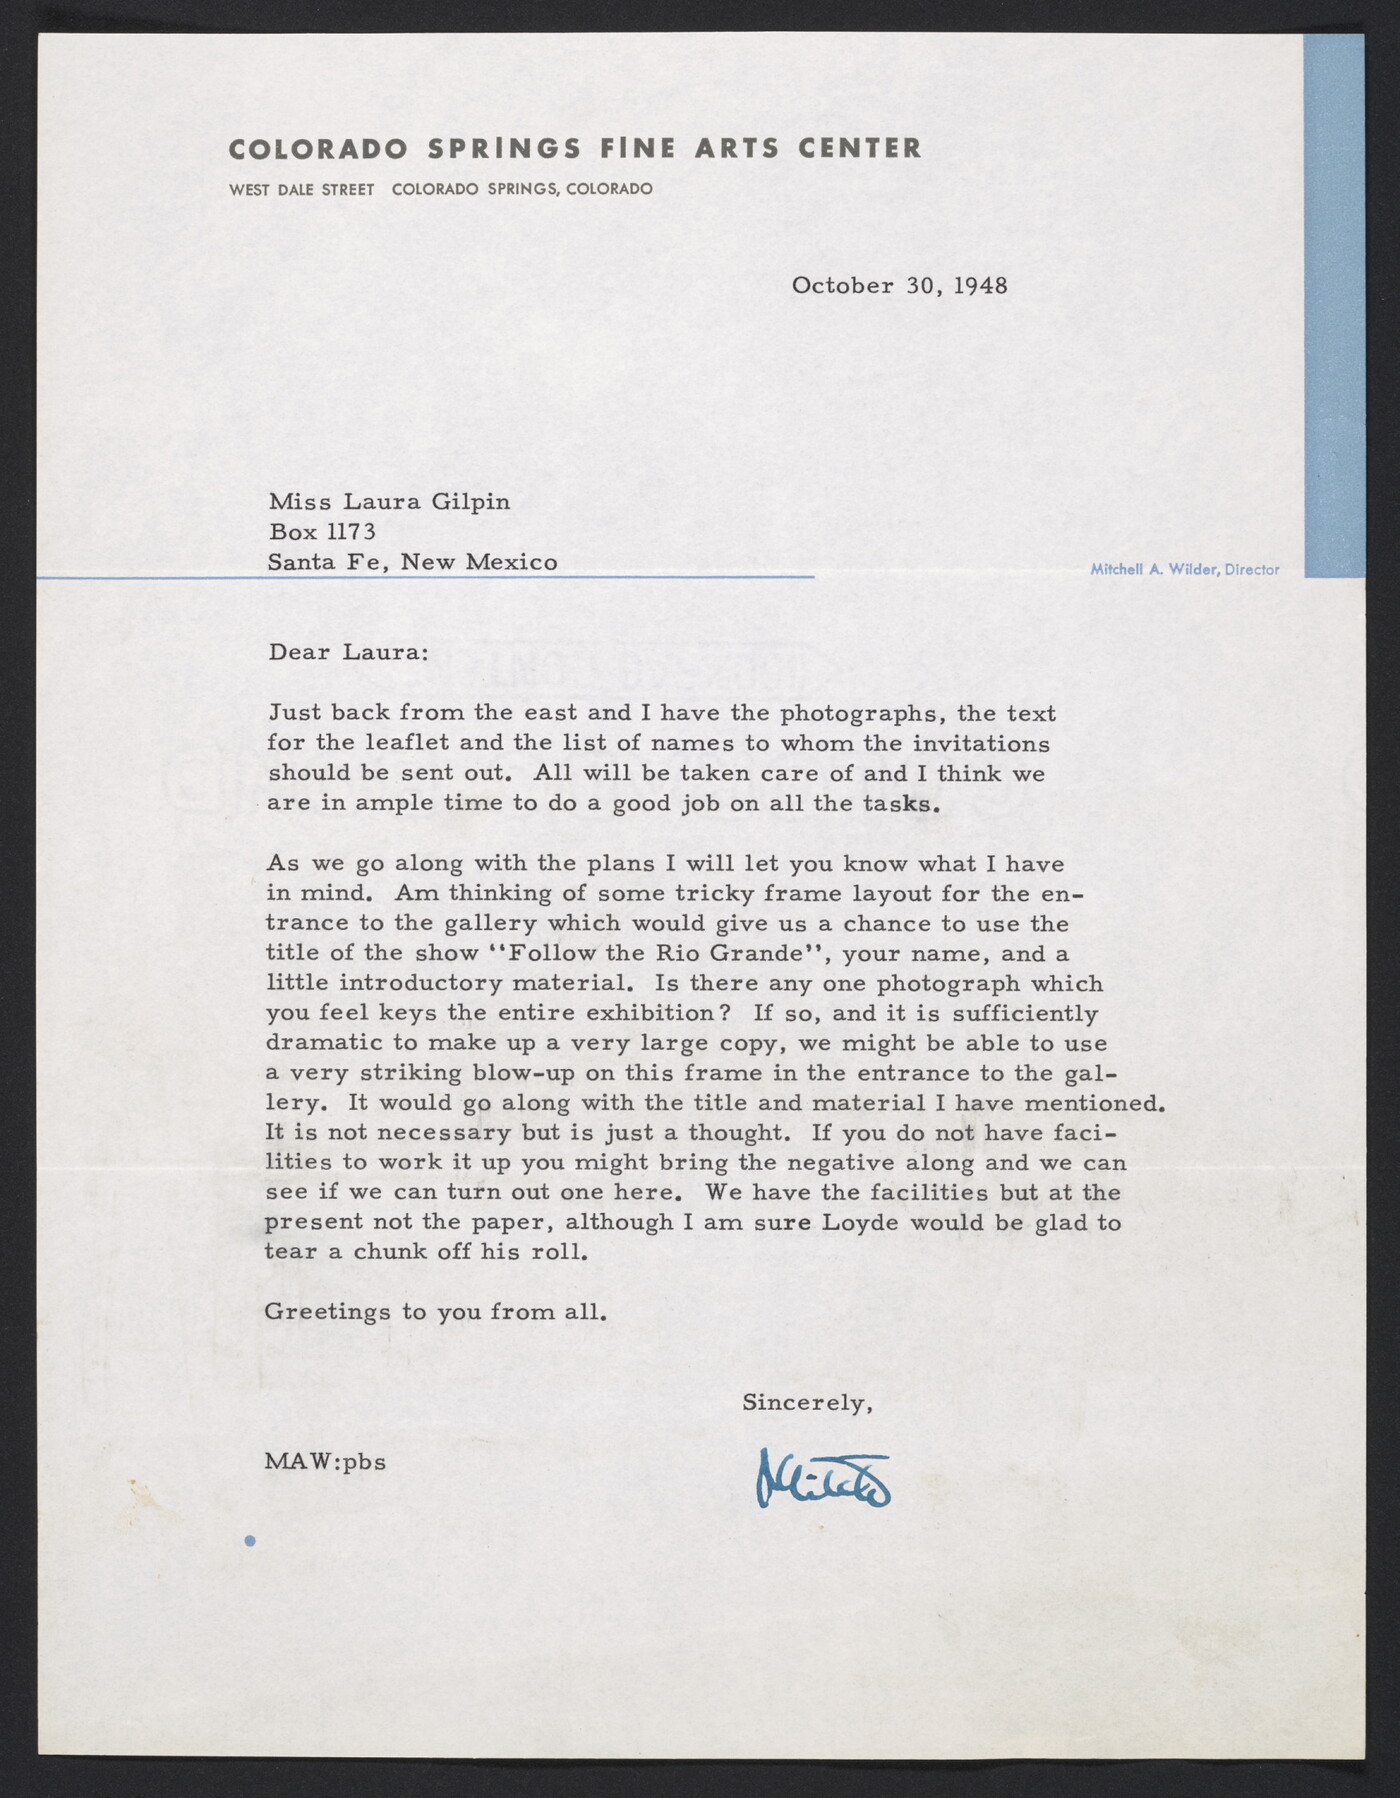 COLORADO SPRINGS FINE ARTS CENTER
WEST DALE STREET COLORADO SPRINGS, COLORADO
October 30, 1948
Miss Laura Gilpin
Box 1173
Santa Fe, New Mexico
Mitchell A. Wilder, Director
Dear Laura:
Just back from the east and I have the photographs, the text
for the leaflet and the list of names to whom the invitations
should be sent out. All will be taken care of and I think we
are in ample time to do a good job on all the tasks.
As we go along with the plans I will let you know what I have
in mind. Am thinking of some tricky frame layout for the en-
trance to the gallery which would give us a chance to use the
title of the show “Follow the Rio Grande”, your name, and a
little introductory material. Is there any one photograph which
you feel keys the entire exhibition? If so, and it is sufficiently
dramatic to make up a very large copy, we might be able to use
a very striking blow-up on this frame in the entrance to the gal-
lery. It would go along with the title and material I have mentioned.
It is not necessary but is just a thought. If you do not have faci-
lities to work it up you might bring the negative along and we can
see if we can turn out one here. We have the facilities but at the
present not the paper, although I am sure Loyde would be glad to
tear a chunk off his roll.
Greetings to you from all.
Sincerely,
MAW:pbs